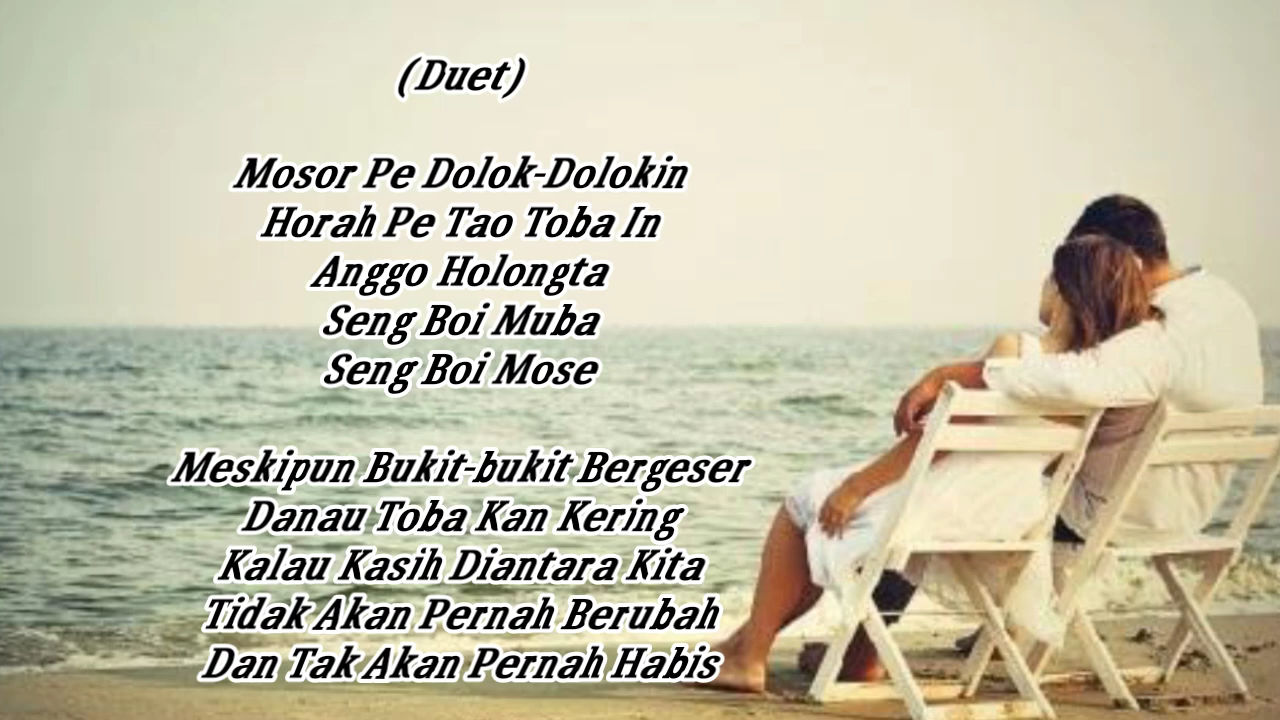 (Duet)
Mosor Pe Dolok-Dolokin
Horah Pe Tao Toba In
Anggo Holongta
Seng Boi Muba
Seng Boi Mose
Meskipun Bukit-bukit Bergeser
Danau Toba Kan Kering
Kalau Kasih Diantara Kita
Tidak Akan Pernah Berubah
Dan Tak Akan Pernah Habis